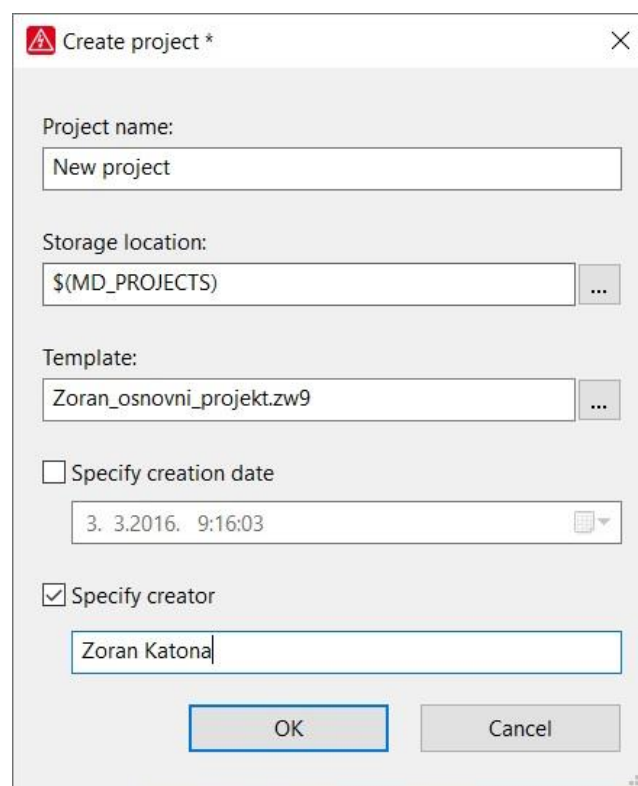 Create project *
Project name:
New project
Storage location:
$(MD_PROJECTS)
...
Template:
Zoran_osnovni_projekt.zw9
...
Specify creation date
3. 3.2016. 9:16:03
Specify creator
Zoran Katona
OK Cancel